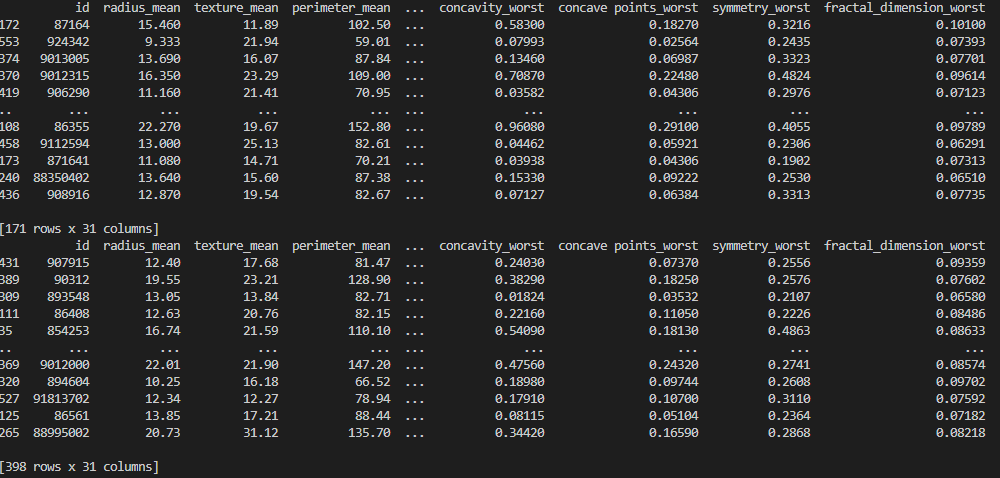 id radius_mean texture_mean perimeter_mean ... concavity_worst concave points_worst symmetry_worst fractal_dimension_worst
172 87164 15.460 11.89 102.50 ... 0.58300 0.18270 0.3216 0.10100
553 924342 9.333 21.94 59.01 ... 0.07993 0.02564 0.2435 0.07393
374 9013005 13.690 16.07 87.84 ... 0.13460 0.06987 0.3323 0.07701
370 9012315 16.350 23.29 109.00 ... 0.70870 0.22480 0.4824 0.09614
419 906290 11.160 21.41 70.95 ... 0.03582 0.04306 0.2976 0.07123
.. ... ... ... ... ... ... ... ... ...
108 86355 22.270 19.67 152.80 ... 0.96080 0.29100 0.4055 0.09789
458 9112594 13.000 25.13 82.61 ... 0.04462 0.05921 0.2306 0.06291
173 871641 11.080 14.71 70.21 ... 0.03938 0.04306 0.1902 0.07313
240 88350402 13.640 15.60 87.38 ... 0.15330 0.09222 0.2530 0.06510
436 908916 12.870 19.54 82.67 ... 0.07127 0.06384 0.3313 0.07735
[171 rows x 31 columns]
id radius_mean texture_mean perimeter_mean ... concavity_worst concave points_worst symmetry_worst fractal_dimension_worst
431 907915 12.40 17.68 81.47 ... 0.24030 0.07370 0.2556 0.09359
389 90312 19.55 23.21 128.90 ... 0.38290 0.18250 0.2576 0.07602
309 893548 13.05 13.84 82.71 ... 0.01824 0.03532 0.2107 0.06580
111 86408 12.63 20.76 82.15 ... 0.22160 0.11050 0.2226 0.08486
35 854253 16.74 21.59 110.10 ... 0.54090 0.18130 0.4863 0.08633
.. ... ... ... ... ... ... ... ... ...
369 9012000 22.01 21.90 147.20 ... 0.47560 0.24320 0.2741 0.08574
320 894604 10.25 16.18 66.52 ... 0.18980 0.09744 0.2608 0.09702
527 91813702 12.34 12.27 78.94 ... 0.17910 0.10700 0.3110 0.07592
125 86561 13.85 17.21 88.44 ... 0.08115 0.05104 0.2364 0.07182
265 88995002 20.73 31.12 135.70 ... 0.34420 0.16590 0.2868 0.08218
[398 rows x 31 columns]